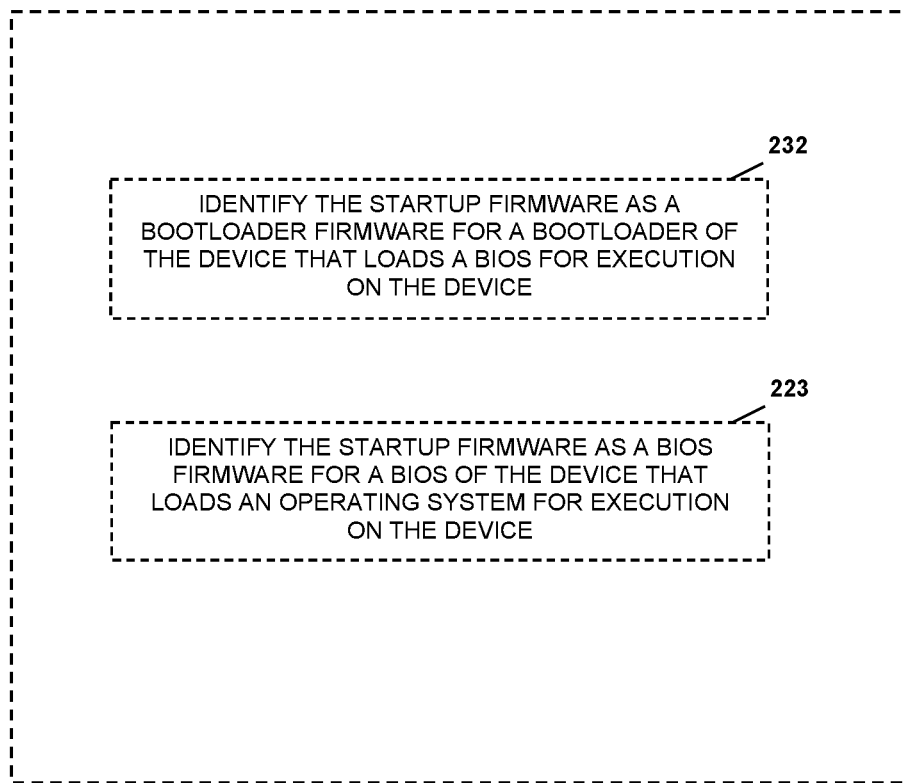 232
IDENTIFY THE STARTUP FIRMWARE AS A
BOOTLOADER FIRMWARE FOR A BOOTLOADER OF
THE DEVICE THAT LOADS A BIOS FOR EXECUTION
ON THE DEVICE
223
IDENTIFY THE STARTUP FIRMWARE AS A BIOS
FIRMWARE FOR A BIOS OF THE DEVICE THAT
LOADS AN OPERATING SYSTEM FOR EXECUTION
ON THE DEVICE